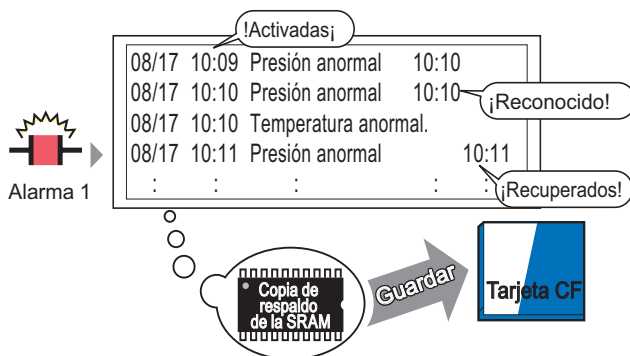 !Activadas¡
08/17 10:09 Presión anormal 10:10
08/17 10:10 Presión anormal 10:10
¡Reconocido!
08/17 10:10 Temperatura anormal.
08/17 10:11 Presión anormal 10:11
: : : : :
¡Recuperados!
Alarma 1
Copia de
respaldo
de la SRAM
Guardar
Tarjeta CF